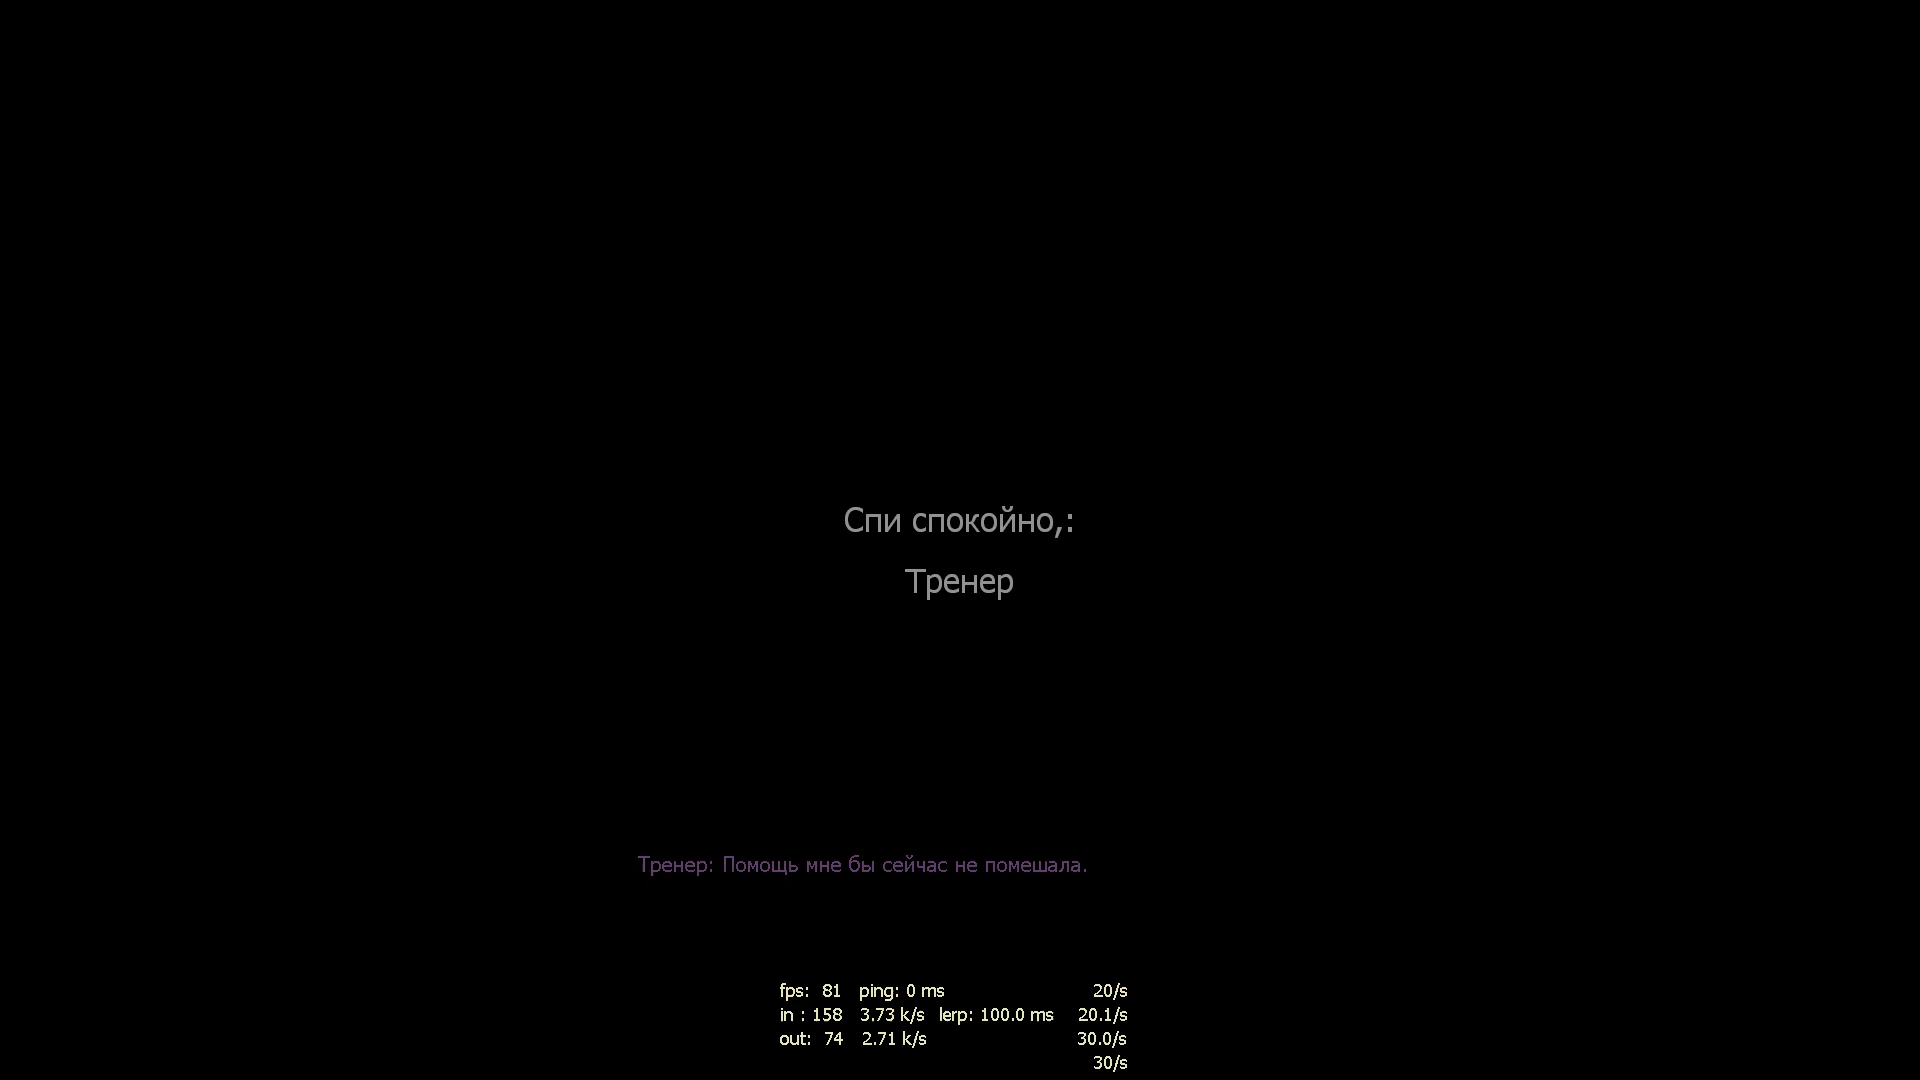 Спи спокойно,:
Тренер
Тренер: Помощь мне бы сейчас не помешала.
fps: 81 ping: 0 ms 20/s
in : 158 3.73 k/s lerp: 100.0 ms 20.1/s
out: 74 2.71 k/s 30.0/s
30/s